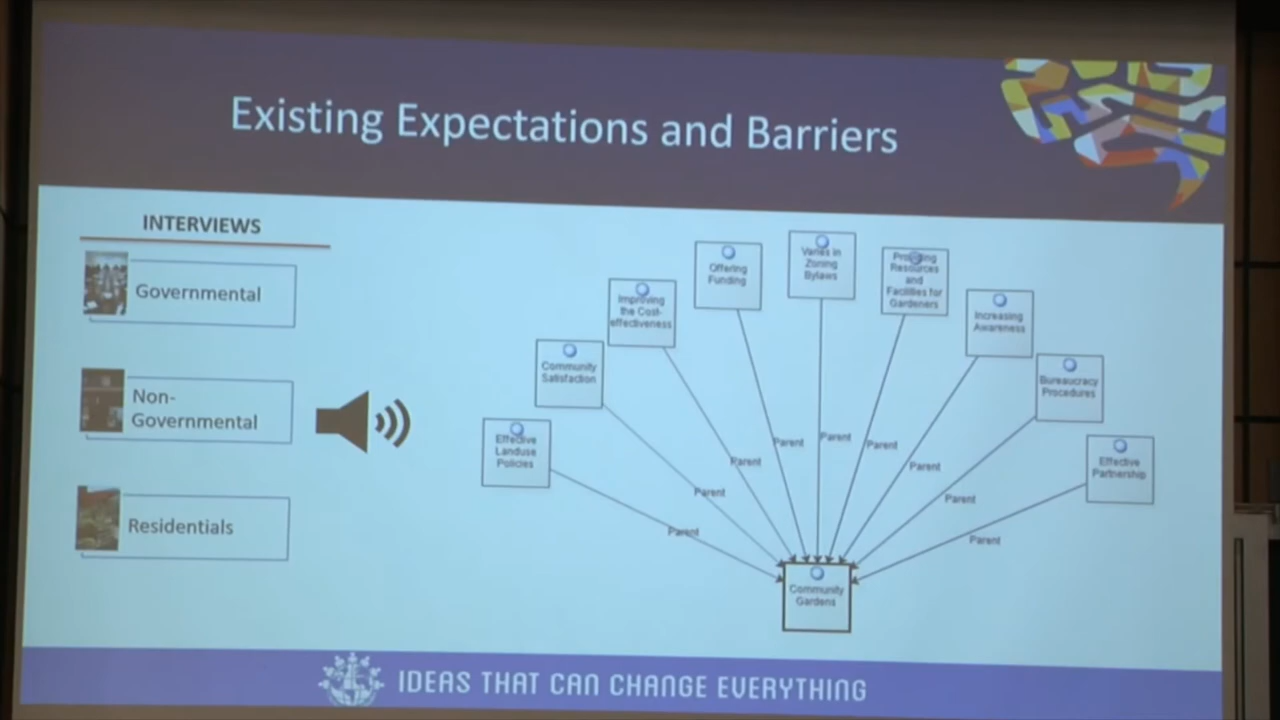 Existing Expectations and Barriers
INTERVIEWS
Governmental
Non-
Governmental
Residentials
Effective
Landuse
Policies
Community
Satisfaction
Improving
the Cost-
effectiveness
Offering
Funding
Varies in
Zoning
Bylaws
Providing
Resources
and
Facilities for
Gardeners
Increasing
Awareness
Bureaucracy
Procedures
Effective
Partnership
Parent
Parent
Parent
Parent
Parent
Parent
Parent
Parent
Parent
Community
Gardens
IDEAS THAT CAN CHANGE EVERYTHING